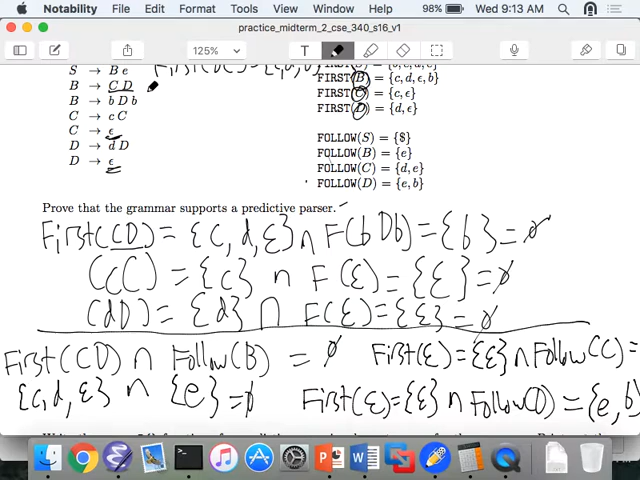 Notability File Edit Format Tools Window Help 98% Wed 9:13 AM
practice_midterm_2_cse_340_s16_v1
125% T
S → B e
B → C D
B → b D b
C → c C
C → ϵ
D → d D
D → ϵ
FIRST(B) = {c, d, ϵ, b}
FIRST(C) = {c, ϵ}
FIRST(D) = {d, ϵ}
FOLLOW(S) = {$}
FOLLOW(B) = {e}
FOLLOW(C) = {d, e}
FOLLOW(D) = {e, b}
Prove that the grammar supports a predictive parser.
First(CD) = {c, d, ε} ∩ F(bDb) = {b} = ∅
(cC) = {c} ∩ F(ε) = {ε} = ∅
(dD) = {d} ∩ F(ε) = {ε} = ∅
First(CD) ∩ Follow(B) = ∅
{c, d, ε} ∩ {e} = ∅
First(ε) = {ε} ∩ Follow(C) =
First(ε) = {ε} ∩ Follow(D) = {e, b